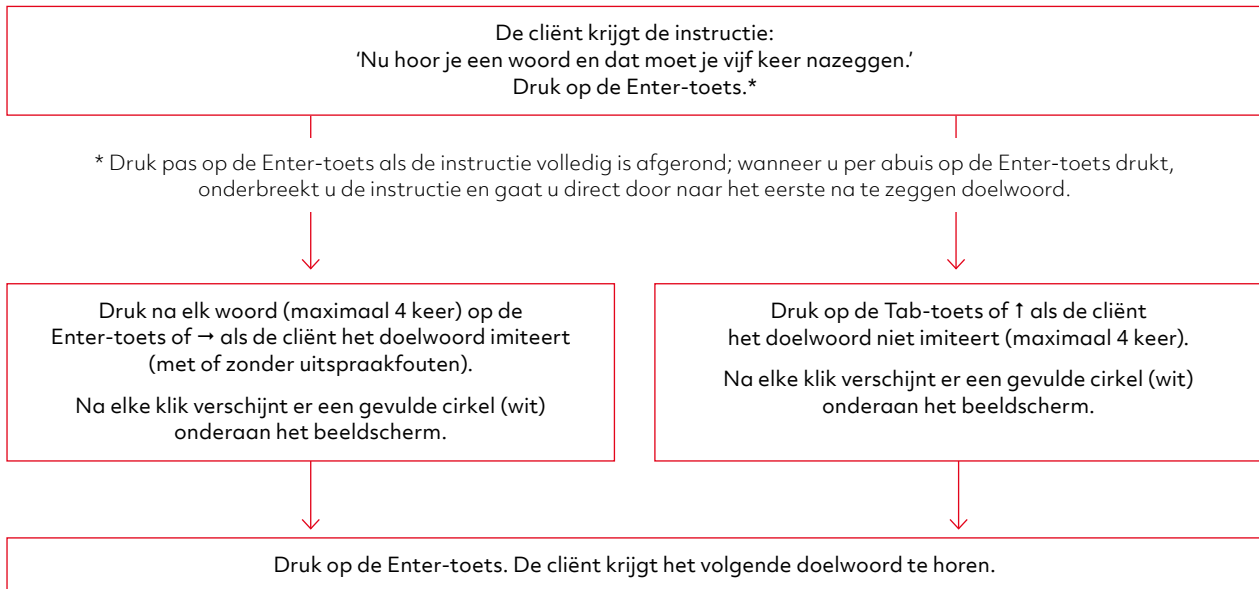 De cliënt krijgt de instructie:
‘Nu hoor je een woord en dat moet je vijf keer nazeggen.’
Druk op de Enter-toets.*
* Druk pas op de Enter-toets als de instructie volledig is afgerond; wanneer u per abuis op de Enter-toets drukt,
onderbreekt u de instructie en gaat u direct door naar het eerste na te zeggen doelwoord.
Druk na elk woord (maximaal 4 keer) op de
Enter-toets of → als de cliënt het doelwoord imiteert
(met of zonder uitspraakfouten).
Na elke klik verschijnt er een gevulde cirkel (wit)
onderaan het beeldscherm.
Druk op de Tab-toets of ↑ als de cliënt
het doelwoord niet imiteert (maximaal 4 keer).
Na elke klik verschijnt er een gevulde cirkel (wit)
onderaan het beeldscherm.
Druk op de Enter-toets. De cliënt krijgt het volgende doelwoord te horen.